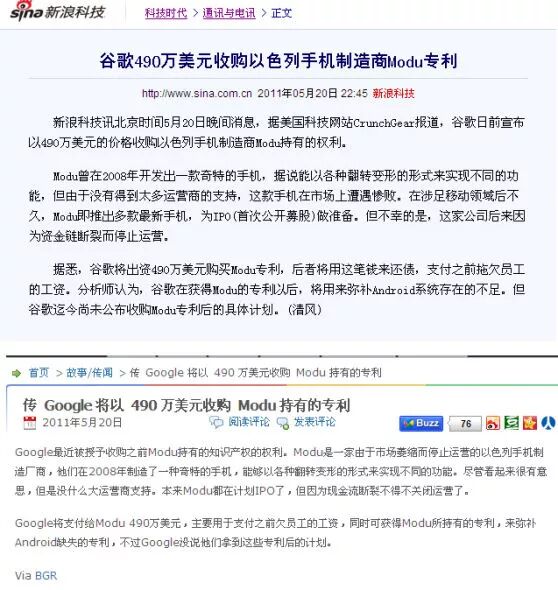 sina 新浪科技
科技时代 > 通讯与电讯 > 正文
谷歌490万美元收购以色列手机制造商Modu专利
http://www.sina.com.cn 2011年05月20日 22:45 新浪科技
新浪科技讯北京时间5月20日晚间消息，据美国科技网站CrunchGear报道，谷歌日前宣布
以490万美元的价格收购以色列手机制造商Modu持有的权利。
Modu曾在2008年开发出一款奇特的手机，据说能以各种翻转变形的形式来实现不同的功
能，但由于没有得到太多运营商的支持，这款手机在市场上遭遇惨败。在涉足移动领域后不
久，Modu即推出多款最新手机，为IPO(首次公开募股)做准备。但不幸的是，这家公司后来因
为资金链断裂而停止运营。
据悉，谷歌将出资490万美元购买Modu专利，后者将用这笔钱来还债，支付之前拖欠员工
的工资。分析师认为，谷歌在获得Modu的专利以后，将用来弥补Android系统存在的不足。但
谷歌迄今尚未公布收购Modu专利后的具体计划。(清风)
首页 > 故事/传闻 > 传 Google 将以 490 万美元收购 Modu 持有的专利
传 Google 将以 490 万美元收购 Modu 持有的专利
2011年5月20日 阅读评论 发表评论 Buzz 76
Google最近被授予收购之前Modu持有的知识产权的权利。Modu是一家由于市场萎缩而停止运营的以色列手机制
造厂商，他们在2008年制造了一种奇特的手机，能够以各种翻转变形的形式来实现不同的功能。尽管看起来很有意
思，但是没什么大运营商支持。本来Modu都在计划IPO了，但因为现金流断裂不得不关闭运营了。
Google将支付给Modu 490万美元，主要用于支付之前欠员工的工资，同时可获得Modu所持有的专利，来弥补
Android缺失的专利，不过Google没说他们拿到这些专利后的计划。
Via BGR